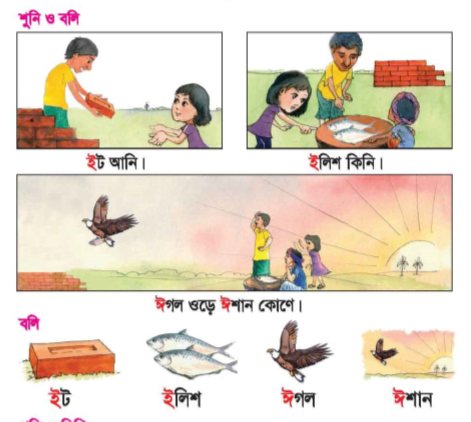 শুনি ও বলি
ইট আনি। ইলিশ কিনি।
ঈগল ওড়ে ঈশান কোণে।
বলি
ইট ইলিশ ঈগল ঈশান